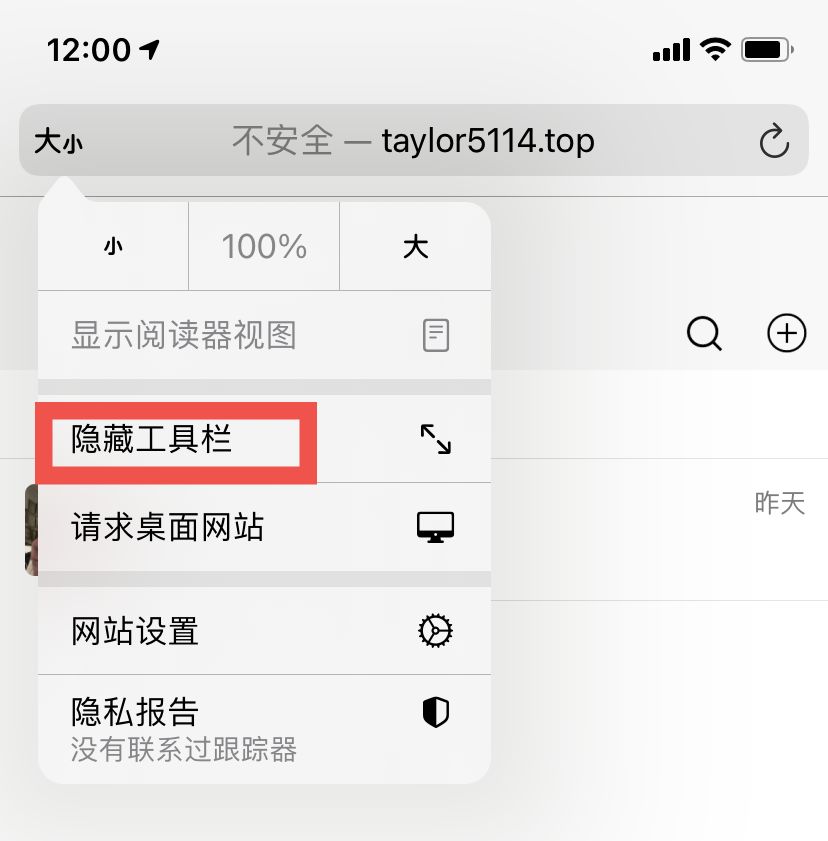 12:00
大小 不安全 — taylor5114.top
小 100% 大
显示阅读器视图
隐藏工具栏
请求桌面网站
昨天
网站设置
隐私报告
没有联系过跟踪器